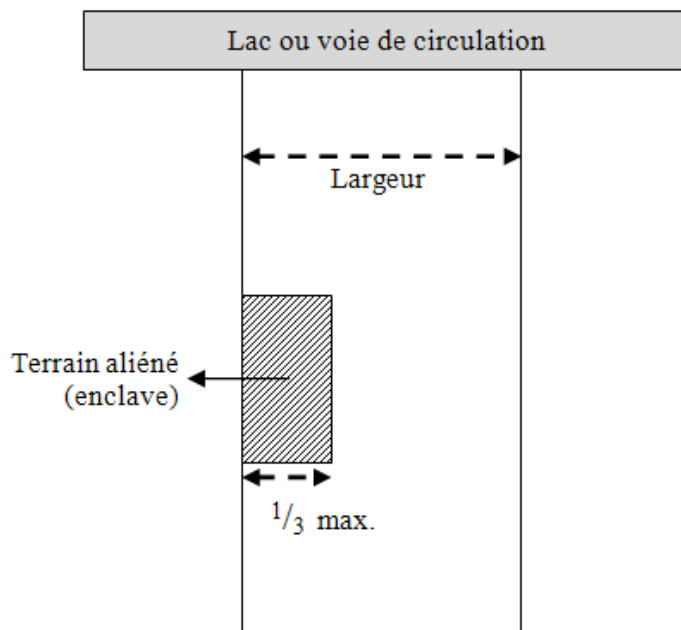 Lac ou voie de circulation
Largeur
Terrain aliéné
(enclave)
1/3 max.